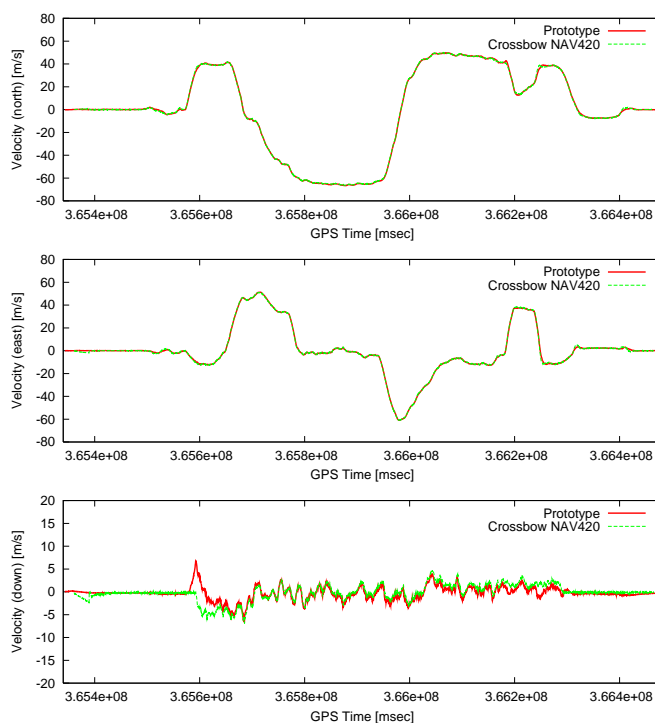 80
60
40
20
0
-20
-40
-60
-80
Velocity (north) [m/s]
Prototype
Crossbow NAV420
3.654e+08 3.656e+08 3.658e+08 3.66e+08 3.662e+08 3.664e+08
GPS Time [msec]
80
60
40
20
0
-20
-40
-60
-80
Velocity (east) [m/s]
Prototype
Crossbow NAV420
3.654e+08 3.656e+08 3.658e+08 3.66e+08 3.662e+08 3.664e+08
GPS Time [msec]
20
15
10
5
0
-5
-10
-15
-20
Velocity (down) [m/s]
Prototype
Crossbow NAV420
3.654e+08 3.656e+08 3.658e+08 3.66e+08 3.662e+08 3.664e+08
GPS Time [msec]